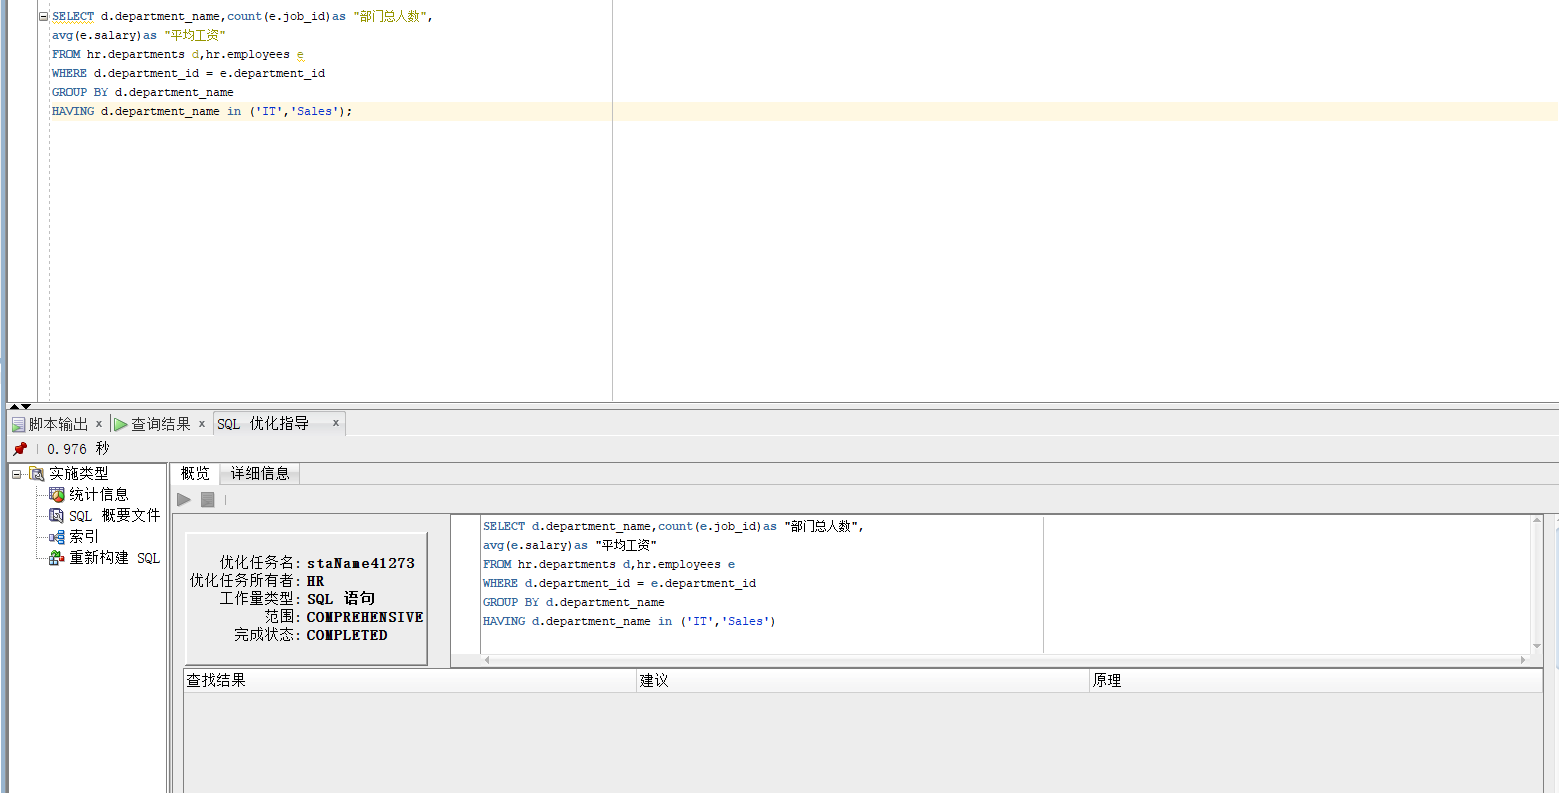 SELECT d.department_name,count(e.job_id)as "部门总人数",
avg(e.salary)as "平均工资"
FROM hr.departments d,hr.employees e
WHERE d.department_id = e.department_id
GROUP BY d.department_name
HAVING d.department_name in ('IT','Sales');
脚本输出 × 查询结果 × SQL 优化指导 ×
0.976 秒
实施类型
统计信息
SQL 概要文件
索引
重新构建 SQL
概览 详细信息
优化任务名: staName41273
优化任务所有者: HR
工作量类型: SQL 语句
范围: COMPREHENSIVE
完成状态: COMPLETED
SELECT d.department_name,count(e.job_id)as "部门总人数",
avg(e.salary)as "平均工资"
FROM hr.departments d,hr.employees e
WHERE d.department_id = e.department_id
GROUP BY d.department_name
HAVING d.department_name in ('IT','Sales')
查找结果 建议 原理